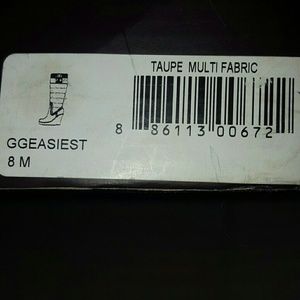 TAUPE MULTI FABRIC
8 86113 00672
GGEASIEST
8 M